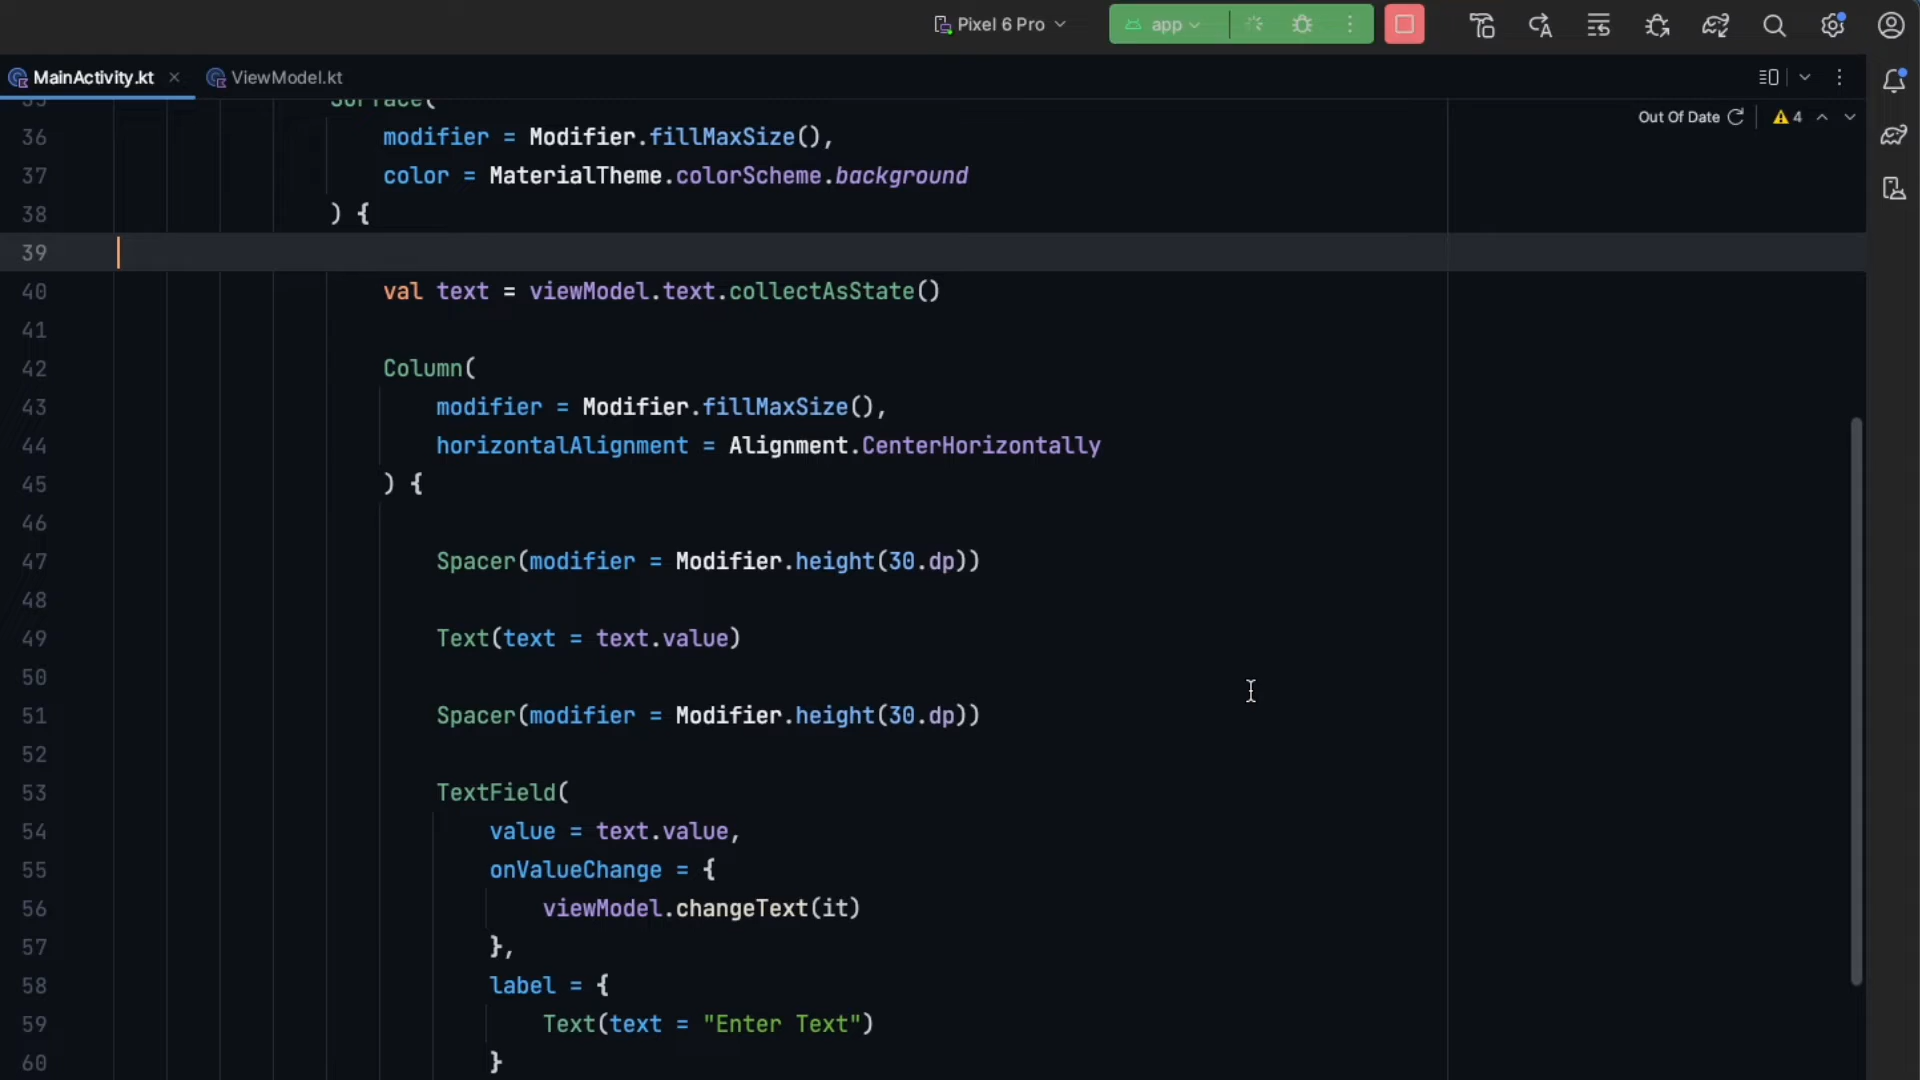 Pixel 6 Pro
app
MainActivity.kt
ViewModel.kt
Out Of Date
4
35 Surface(
36 modifier = Modifier.fillMaxSize(),
37 color = MaterialTheme.colorScheme.background
38 ) {
39
40 val text = viewModel.text.collectAsState()
41
42 Column(
43 modifier = Modifier.fillMaxSize(),
44 horizontalAlignment = Alignment.CenterHorizontally
45 ) {
46
47 Spacer(modifier = Modifier.height(30.dp))
48
49 Text(text = text.value)
50
51 Spacer(modifier = Modifier.height(30.dp))
52
53 TextField(
54 value = text.value,
55 onValueChange = {
56 viewModel.changeText(it)
57 },
58 label = {
59 Text(text = "Enter Text")
60 }